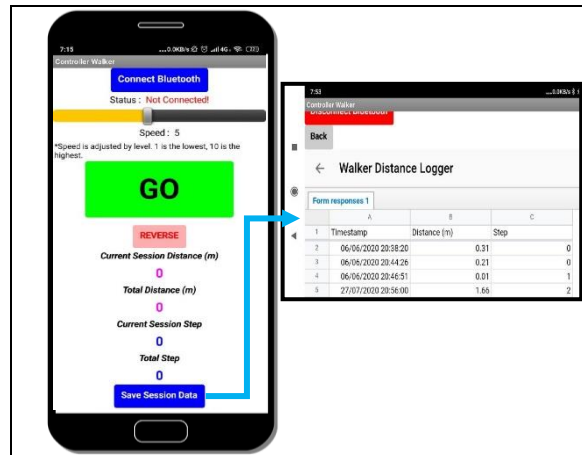 7:15
...0.0KB/s 4G
Controller Walker
Connect Bluetooth
Status : Not Connected!
Speed : 5
*Speed is adjusted by level. 1 is the lowest, 10 is the
highest.
GO
REVERSE
Current Session Distance (m)
0
Total Distance (m)
0
Current Session Step
0
Total Step
0
Save Session Data
7:53
...0.0KB/s
Controller Walker
Disconnect Bluetooth
Back
← Walker Distance Logger
Form responses 1
A B C
1 Timestamp Distance (m) Step
2 06/06/2020 20:38:20 0.31 0
3 06/06/2020 20:44:26 0.21 0
4 06/06/2020 20:46:51 0.01 1
5 27/07/2020 20:56:00 1.66 2